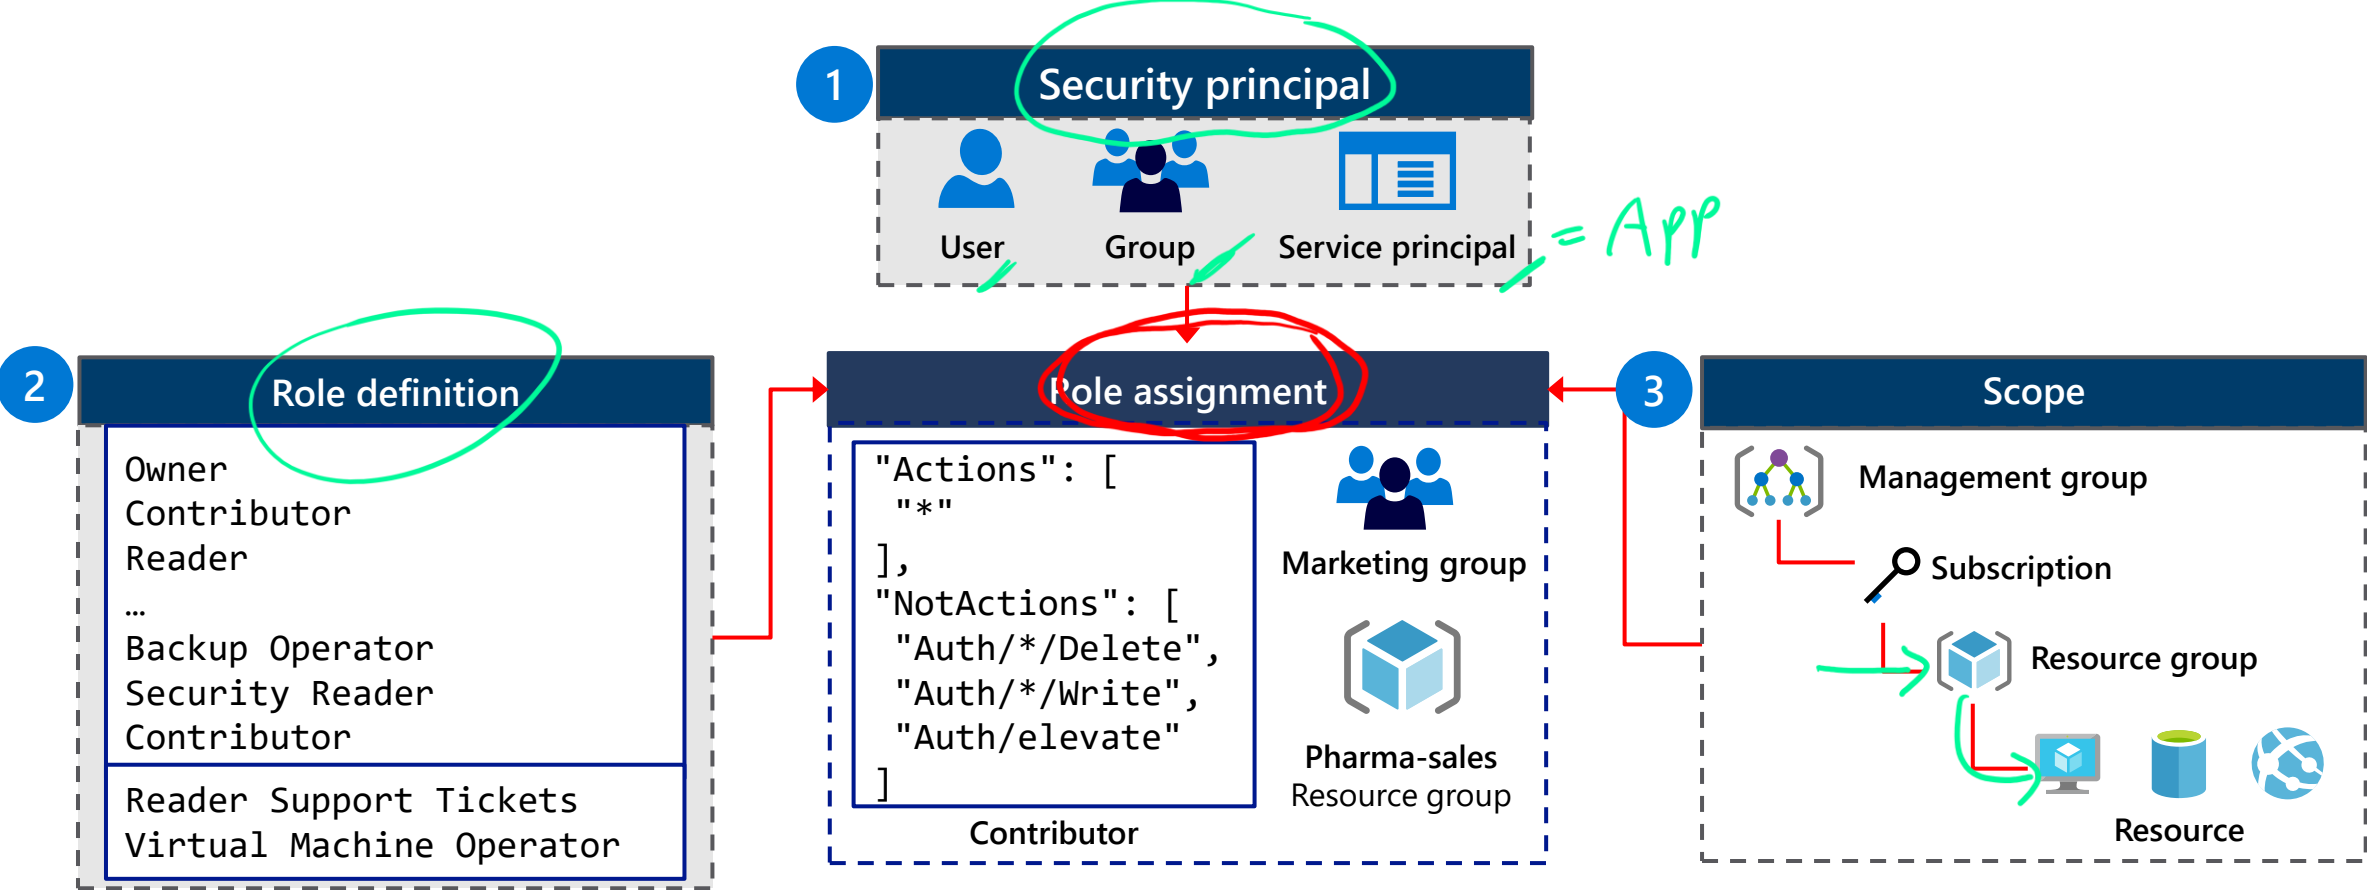 1
Security principal
User
Group
Service principal
= App
2
Role definition
Owner
Contributor
Reader
…
Backup Operator
Security Reader
Contributor
Reader Support Tickets
Virtual Machine Operator
Role assignment
"Actions": [
"*"
],
"NotActions": [
"Auth/*/Delete",
"Auth/*/Write",
"Auth/elevate"
]
Contributor
Marketing group
Pharma-sales
Resource group
3
Scope
Management group
Subscription
Resource group
Resource